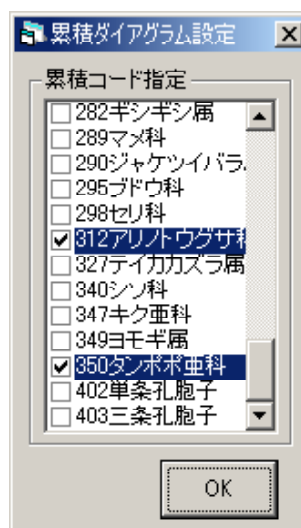 累積ダイアグラム設定
累積コード指定
282ギシギシ属
289マメ科
290ジャケツイバラ
295ブドウ科
298セリ科
312アリノトウグサ科
327テイカカズラ属
340シソ科
347キク亜科
349ヨモギ属
350タンポポ亜科
402単条孔胞子
403三条孔胞子
OK